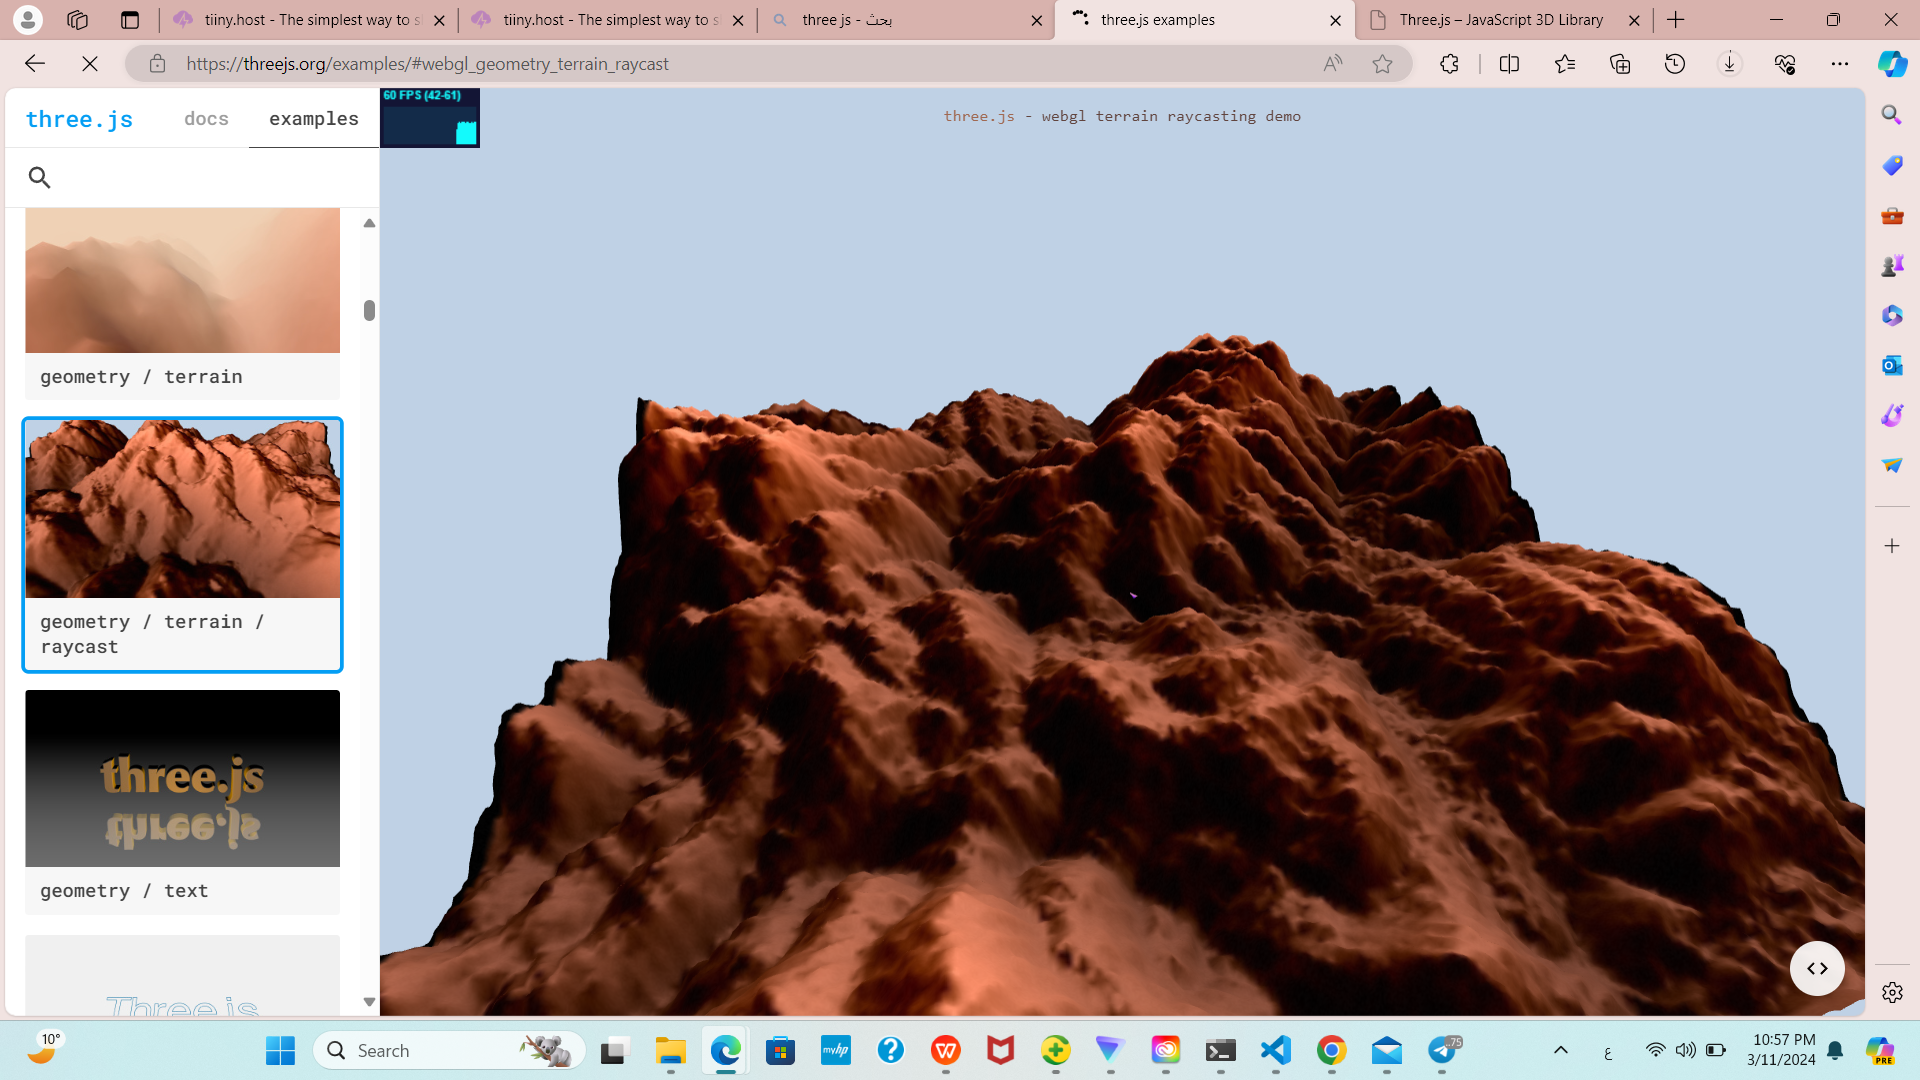 tiiny.host - The simplest way to sh
tiiny.host - The simplest way to sh
three js - بحث
three.js examples
Three.js – JavaScript 3D Library
https://threejs.org/examples/#webgl_geometry_terrain_raycast
three.js
docs
examples
60 FPS (42-61)
three.js - webgl terrain raycasting demo
geometry / terrain
geometry / terrain /
raycast
three.js
geometry / text
Three.js
10°
Search
myhp
.75
ع
10:57 PM
3/11/2024
PRE